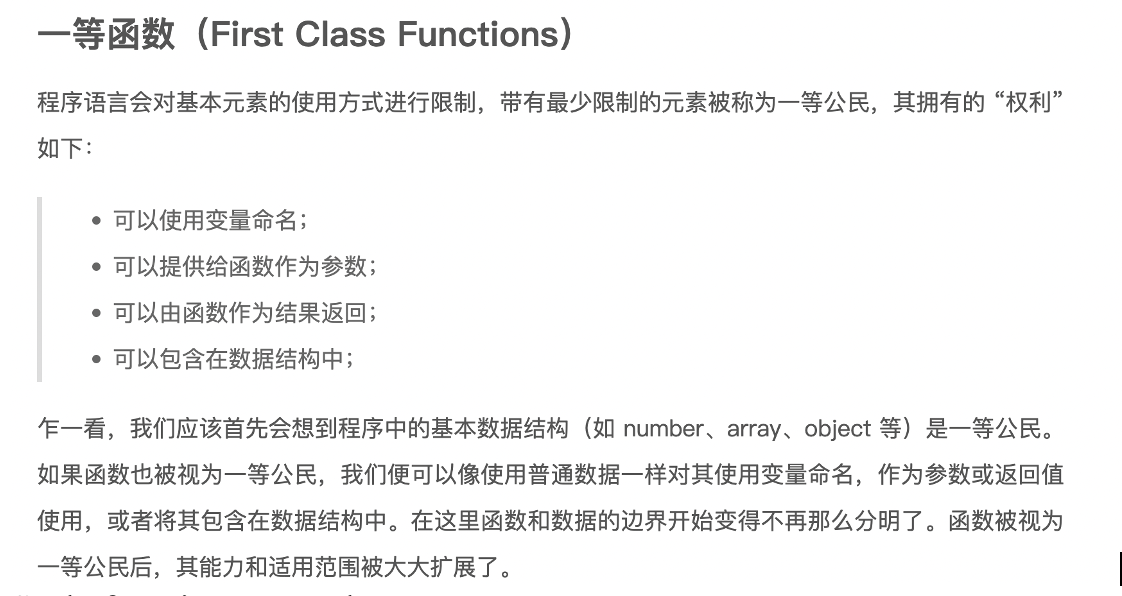 一等函数（First Class Functions）
程序语言会对基本元素的使用方式进行限制，带有最少限制的元素被称为一等公民，其拥有的 “权利”
如下：
• 可以使用变量命名；
• 可以提供给函数作为参数；
• 可以由函数作为结果返回；
• 可以包含在数据结构中；
乍一看，我们应该首先会想到程序中的基本数据结构（如 number、array、object 等）是一等公民。
如果函数也被视为一等公民，我们便可以像使用普通数据一样对其使用变量命名，作为参数或返回值
使用，或者将其包含在数据结构中。在这里函数和数据的边界开始变得不再那么分明了。函数被视为
一等公民后，其能力和适用范围被大大扩展了。